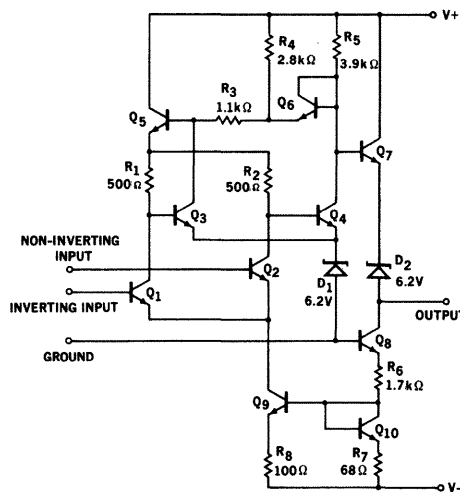 V+
R4
2.8kΩ
R5
3.9kΩ
R3
1.1kΩ
Q6
Q5
Q7
R1
500Ω
R2
500Ω
Q3
Q4
NON-INVERTING
INPUT
Q2
D1
6.2V
D2
6.2V
Q1
INVERTING INPUT
OUTPUT
GROUND
Q8
R6
1.7kΩ
Q9
Q10
R8
100Ω
R7
68Ω
V-